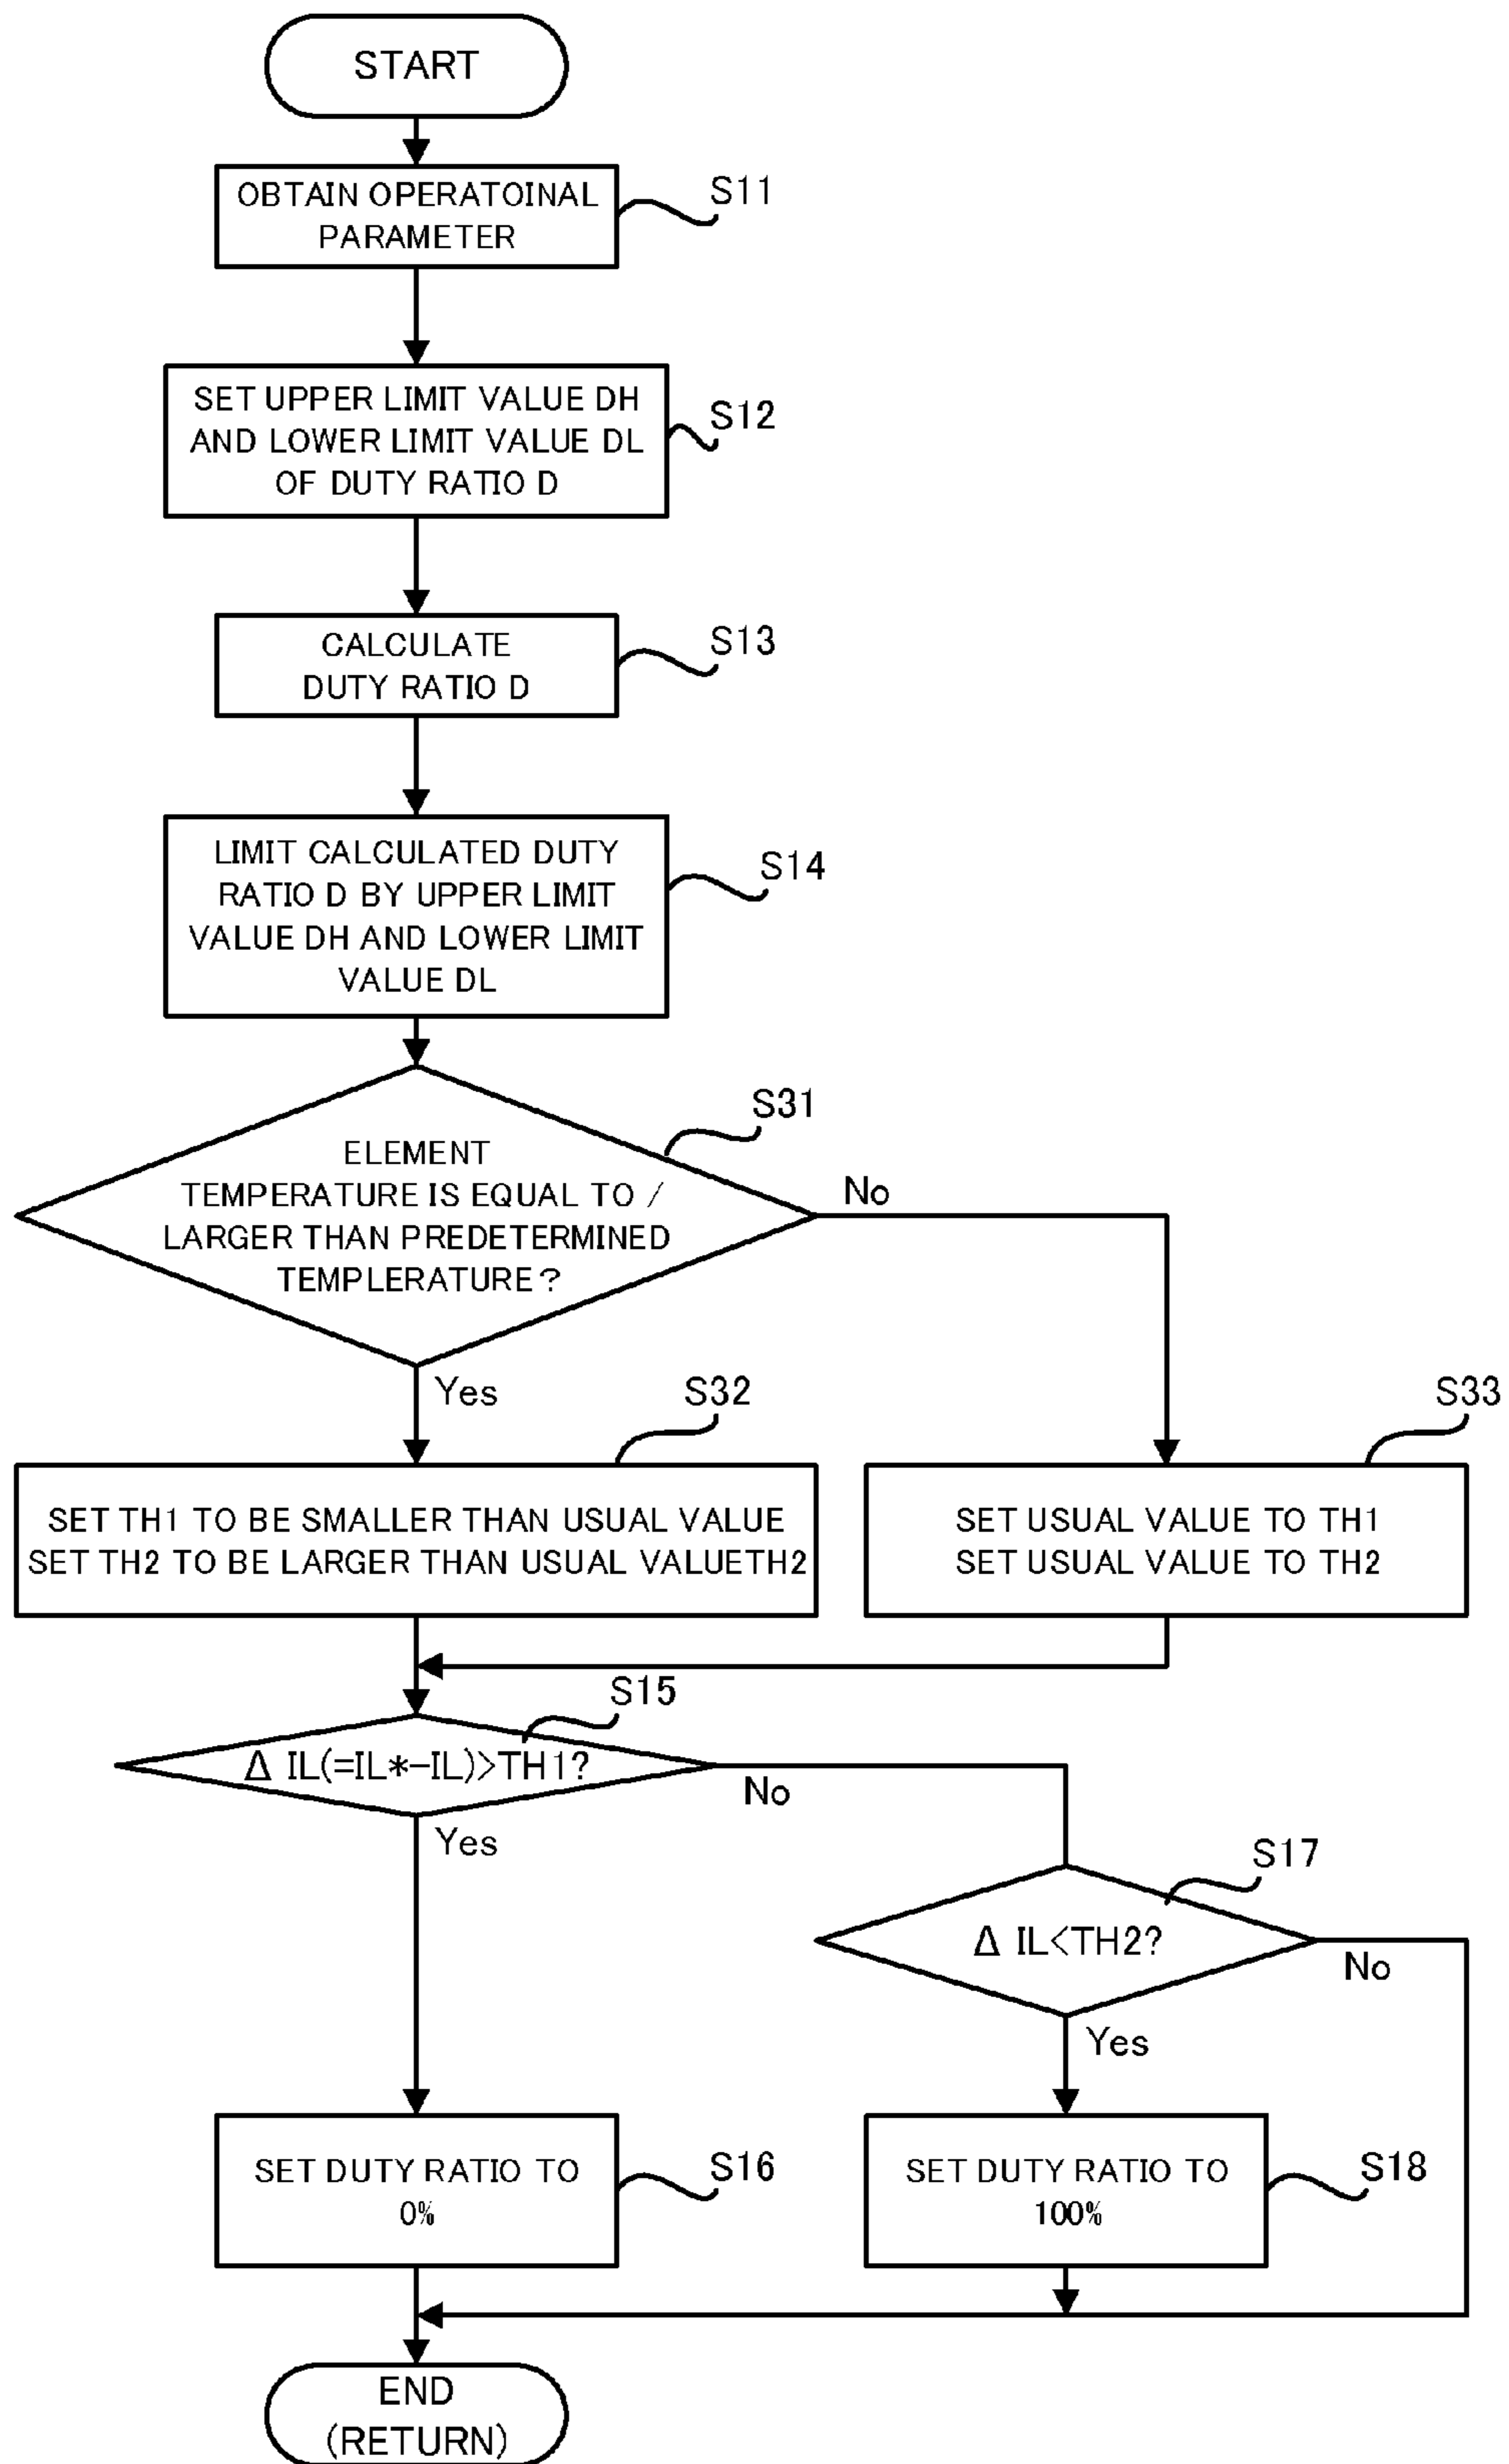 START
OBTAIN OPERATOINAL
PARAMETER
S11
SET UPPER LIMIT VALUE DH
AND LOWER LIMIT VALUE DL
OF DUTY RATIO D
S12
CALCULATE
DUTY RATIO D
S13
LIMIT CALCULATED DUTY
RATIO D BY UPPER LIMIT
VALUE DH AND LOWER LIMIT
VALUE DL
S14
ELEMENT
TEMPERATURE IS EQUAL TO /
LARGER THAN PREDETERMINED
TEMPLERATURE?
S31
No
Yes
S32
SET TH1 TO BE SMALLER THAN USUAL VALUE
SET TH2 TO BE LARGER THAN USUAL VALUETH2
S33
SET USUAL VALUE TO TH1
SET USUAL VALUE TO TH2
S15
Δ IL(=IL*-IL)>TH1?
No
Yes
S17
Δ IL<TH2?
No
Yes
SET DUTY RATIO TO
0%
S16
SET DUTY RATIO TO
100%
S18
END
(RETURN)